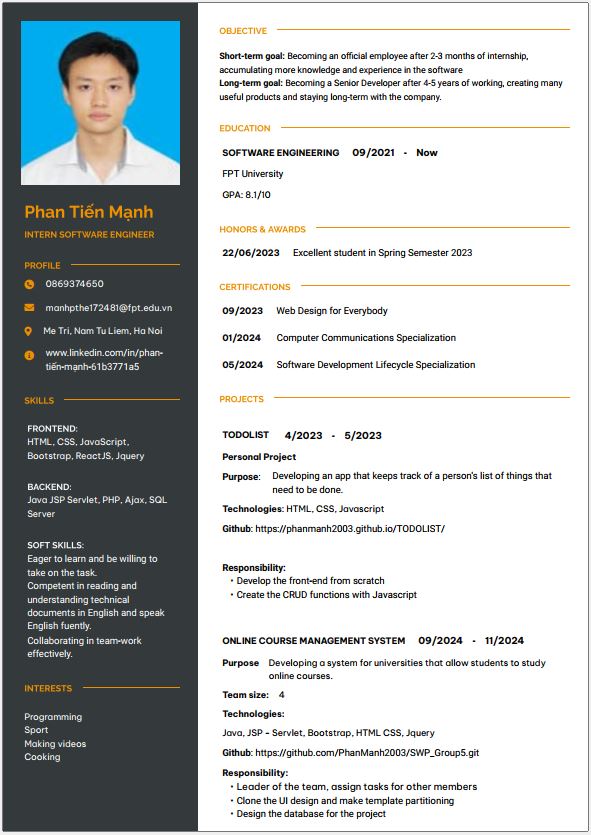 Phan Tiến Mạnh
INTERN SOFTWARE ENGINEER
PROFILE
0869374650
manhpthe172481@fpt.edu.vn
Me Tri, Nam Tu Liem, Ha Noi
www.linkedin.com/in/phan-
tiến-mạnh-61b3771a5
SKILLS
FRONTEND:
HTML, CSS, JavaScript,
Bootstrap, ReactJS, Jquery
BACKEND:
Java JSP Servlet, PHP, Ajax, SQL
Server
SOFT SKILLS:
Eager to learn and be willing to
take on the task.
Competent in reading and
understanding technical
documents in English and speak
English fuently.
Collaborating in team-work
effectively.
INTERESTS
Programming
Sport
Making videos
Cooking
OBJECTIVE
Short-term goal: Becoming an official employee after 2-3 months of internship,
accumulating more knowledge and experience in the software
Long-term goal: Becoming a Senior Developer after 4-5 years of working, creating many
useful products and staying long-term with the company.
EDUCATION
SOFTWARE ENGINEERING 09/2021 - Now
FPT University
GPA: 8.1/10
HONORS & AWARDS
22/06/2023 Excellent student in Spring Semester 2023
CERTIFICATIONS
09/2023 Web Design for Everybody
01/2024 Computer Communications Specialization
05/2024 Software Development Lifecycle Specialization
PROJECTS
TODOLIST 4/2023 - 5/2023
Personal Project
Purpose: Developing an app that keeps track of a person's list of things that
need to be done.
Technologies: HTML, CSS, Javascript
Github: https://phanmanh2003.github.io/TODOLIST/
Responsibility:
• Develop the front-end from scratch
• Create the CRUD functions with Javascript
ONLINE COURSE MANAGEMENT SYSTEM 09/2024 - 11/2024
Purpose Developing a system for universities that allow students to study
online courses.
Team size: 4
Technologies:
Java, JSP - Servlet, Bootstrap, HTML CSS, Jquery
Github: https://github.com/PhanManh2003/SWP_Group5.git
Responsibility:
• Leader of the team, assign tasks for other members
• Clone the UI design and make template partitioning
• Design the database for the project